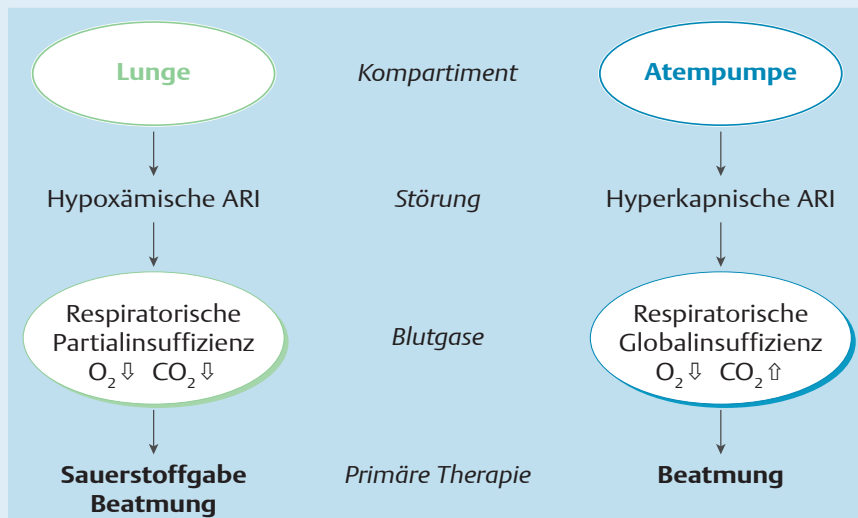 Lunge Kompartiment Atempumpe
Hypoxämische ARI Störung Hyperkapnische ARI
Respiratorische
Partialinsuffizienz
O₂ ⇩ CO₂ ⇩
Blutgase
Respiratorische
Globalinsuffizienz
O₂ ⇩ CO₂ ⇧
Sauerstoffgabe
Beatmung
Primäre Therapie
Beatmung